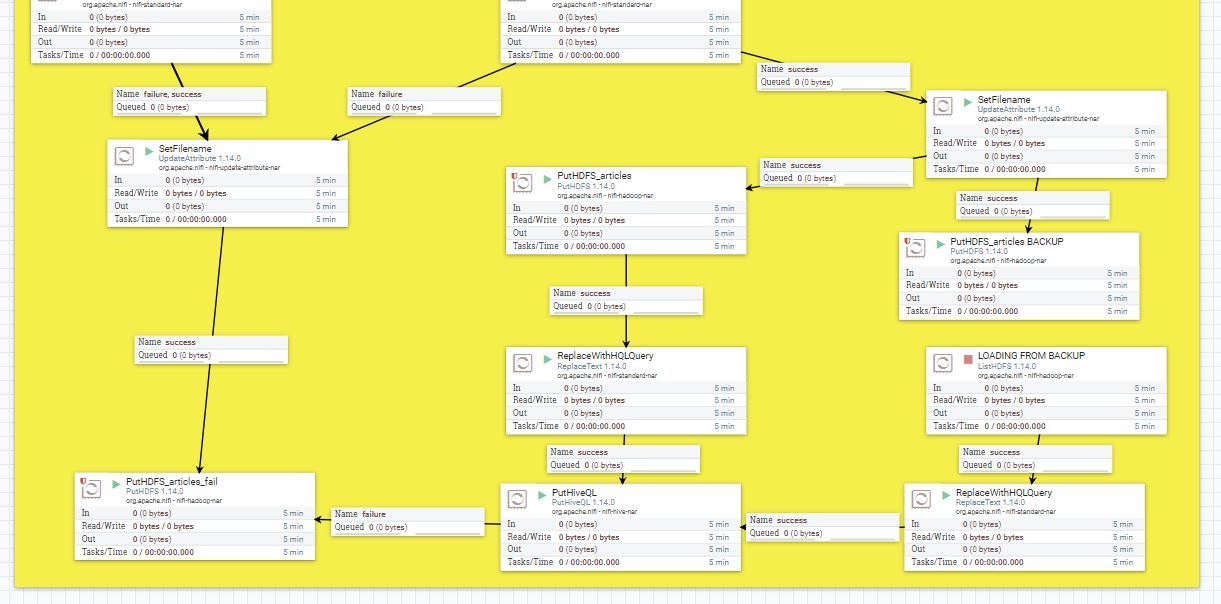 org.apache.nifi - nifi-standard-nar
In 0 (0 bytes) 5 min
Read/Write 0 bytes / 0 bytes 5 min
Out 0 (0 bytes) 5 min
Tasks/Time 0 / 00:00:00.000 5 min
org.apache.nifi - nifi-standard-nar
In 0 (0 bytes) 5 min
Read/Write 0 bytes / 0 bytes 5 min
Out 0 (0 bytes) 5 min
Tasks/Time 0 / 00:00:00.000 5 min
Name success
Queued 0 (0 bytes)
Name failure, success
Queued 0 (0 bytes)
Name failure
Queued 0 (0 bytes)
SetFilename
UpdateAttribute 1.14.0
org.apache.nifi - nifi-update-attribute-nar
In 0 (0 bytes) 5 min
Read/Write 0 bytes / 0 bytes 5 min
Out 0 (0 bytes) 5 min
Tasks/Time 0 / 00:00:00.000 5 min
SetFilename
UpdateAttribute 1.14.0
org.apache.nifi - nifi-update-attribute-nar
In 0 (0 bytes) 5 min
Read/Write 0 bytes / 0 bytes 5 min
Out 0 (0 bytes) 5 min
Tasks/Time 0 / 00:00:00.000 5 min
Name success
Queued 0 (0 bytes)
PutHDFS_articles
PutHDFS 1.14.0
org.apache.nifi - nifi-hadoop-nar
In 0 (0 bytes) 5 min
Read/Write 0 bytes / 0 bytes 5 min
Out 0 (0 bytes) 5 min
Tasks/Time 0 / 00:00:00.000 5 min
Name success
Queued 0 (0 bytes)
PutHDFS_articles BACKUP
PutHDFS 1.14.0
org.apache.nifi - nifi-hadoop-nar
In 0 (0 bytes) 5 min
Read/Write 0 bytes / 0 bytes 5 min
Out 0 (0 bytes) 5 min
Tasks/Time 0 / 00:00:00.000 5 min
Name success
Queued 0 (0 bytes)
Name success
Queued 0 (0 bytes)
ReplaceWithHQLQuery
ReplaceText 1.14.0
org.apache.nifi - nifi-standard-nar
In 0 (0 bytes) 5 min
Read/Write 0 bytes / 0 bytes 5 min
Out 0 (0 bytes) 5 min
Tasks/Time 0 / 00:00:00.000 5 min
LOADING FROM BACKUP
ListHDFS 1.14.0
org.apache.nifi - nifi-hadoop-nar
In 0 (0 bytes) 5 min
Read/Write 0 bytes / 0 bytes 5 min
Out 0 (0 bytes) 5 min
Tasks/Time 0 / 00:00:00.000 5 min
Name success
Queued 0 (0 bytes)
Name success
Queued 0 (0 bytes)
PutHDFS_articles_fail
PutHDFS 1.14.0
org.apache.nifi - nifi-hadoop-nar
In 0 (0 bytes) 5 min
Read/Write 0 bytes / 0 bytes 5 min
Out 0 (0 bytes) 5 min
Tasks/Time 0 / 00:00:00.000 5 min
Name failure
Queued 0 (0 bytes)
PutHiveQL
PutHiveQL 1.14.0
org.apache.nifi - nifi-hive-nar
In 0 (0 bytes) 5 min
Read/Write 0 bytes / 0 bytes 5 min
Out 0 (0 bytes) 5 min
Tasks/Time 0 / 00:00:00.000 5 min
Name success
Queued 0 (0 bytes)
ReplaceWithHQLQuery
ReplaceText 1.14.0
org.apache.nifi - nifi-standard-nar
In 0 (0 bytes) 5 min
Read/Write 0 bytes / 0 bytes 5 min
Out 0 (0 bytes) 5 min
Tasks/Time 0 / 00:00:00.000 5 min